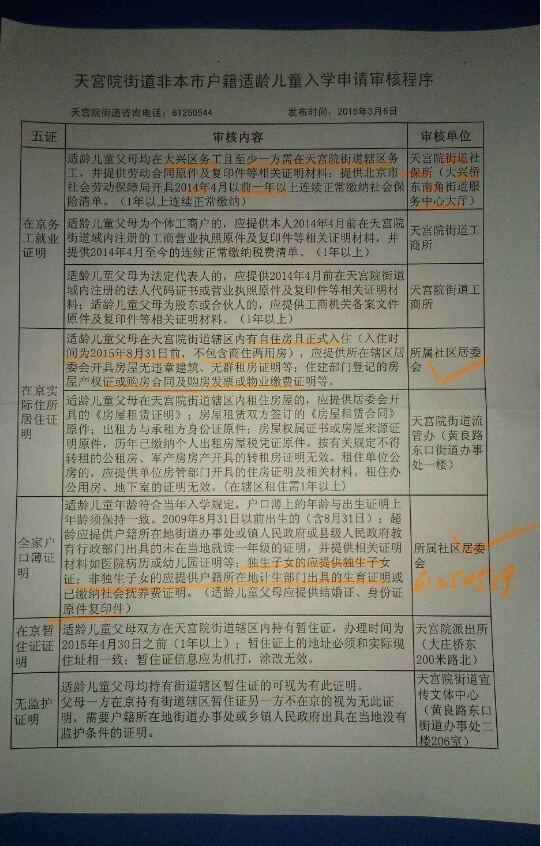 天宫院街道非本市户籍适龄儿童入学申请审核程序
天宫院街道咨询电话：61250544
发布时间：2015年3月6日
五证
审核内容
审核单位
在京务
工就业
证明
适龄儿童父母均在大兴区务工且至少一方需在天宫院街道辖区务
工，并提供劳动合同原件及复印件等相关证明材料；提供北京市
社会劳动保障局开具2014年4月以前一年以上连续正常缴纳社会保
险清单。（1年以上连续正常缴纳）
天宫院街道社
保所（大兴桥
东南角街道服
务中心大厅）
适龄儿童父母为个体工商户的，应提供本人2014年4月前在天宫院
街道域内注册的工商营业执照原件及复印件等相关证明材料，并
提供2014年4月至今的连续正常缴纳税费清单。（1年以上）
天宫院街道工
商所
适龄儿童父母为法定代表人的，应提供2014年4月前在天宫院街道
域内注册的法人代码证书或营业执照原件及复印件等相关证明材
料；适龄儿童父母为股东或合伙人的，应提供工商机关备案文件
原件及复印件等相关证明材料。（1年以上）
天宫院街道工
商所
在京实
际住所
居住证
明
适龄儿童父母在天宫院街道辖区内有自住房且正式入住（入住时
间为2015年8月31日前，不包含商住两用房），应提供所在辖区居
委会开具房屋无违章建筑、无群租房证明等；住建部门登记的房
屋产权证或购房合同及购房发票或物业缴费证明等。
所属社区居委
会
适龄儿童父母在天宫院街道辖区内租住房屋的，应提供居委会开
具的《房屋租赁证明》；房屋租赁双方签订的《房屋租赁合同》
原件；出租方与承租方身份证原件；房屋权属证书或房屋来源证
明原件，历年已缴纳个人出租房屋税凭证原件。按有关规定不得
转租的公租房、军产房房产开具的转租房证明无效。租住单位公
房的，应提供单位房管部门开具的住房证明及相关材料。租住办
公用房、地下室的证明无效。（在辖区租住需1年以上）
天宫院街道流
管办（黄良路
东口街道办事
处一楼）
全家户
口薄证
明
适龄儿童年龄符合当年入学规定，户口薄上的年龄与出生证明上
年龄须保持一致。2009年8月31日以前出生的（含8月31日）；超
龄应提供户籍所在地街道办事处或镇人民政府或县级人民政府教
育行政部门出具的未在当地就读一年级的证明，并提供相关证明
材料如医院病历或幼儿园证明等；独生子女的应提供独生子女
证；非独生子女的应提供户籍所在地计生部门出具的生育证明或
已缴纳社会抚养费证明。（适龄儿童父母应提供结婚证、身份证
原件复印件）
所属社区居委
会
在京暂
住证证
明
适龄儿童父母双方在天宫院街道辖区内持有暂住证，办理时间为
2015年4月30日之前（1年以上）；暂住证上的地址必须和实际现
住址相一致；暂住证信息应为机打，涂改无效。
天宫院派出所
（大庄桥东
200米路北）
无监护
证明
适龄儿童父母均持有街道辖区暂住证的可视为有此证明。
父母一方在京持有街道辖区暂住证另一方不在京的视为无此证
明，需要户籍所在地街道办事处或乡镇人民政府出具在当地没有
监护条件的证明。
天宫院街道宣
传文体中心
（黄良路东口
街道办事处二
楼206室）